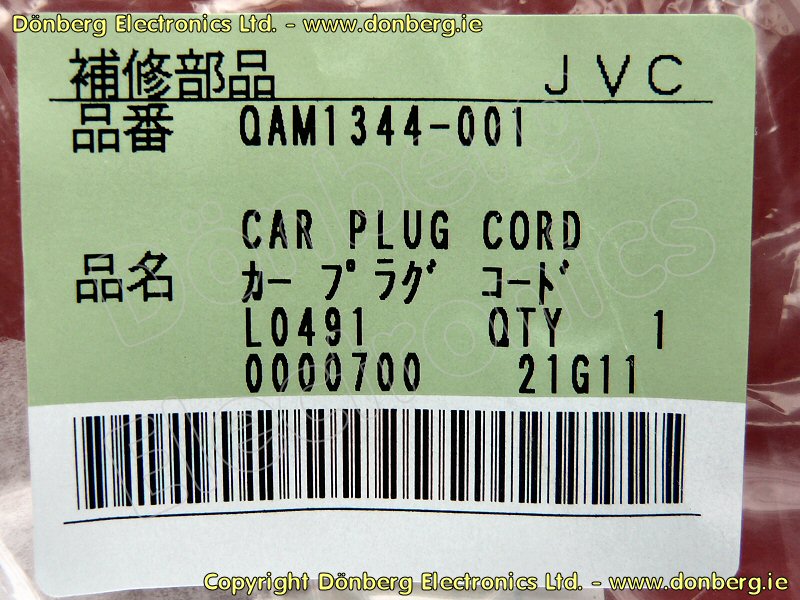 Dönberg Electronics Ltd. - www.donberg.ie
補修部品 JVC
品番 QAM1344-001
品名 CAR PLUG CORD
カー プラグ コード
L0491 QTY 1
0000700 21G11
Dönberg Electronics
Copyright Dönberg Electronics Ltd. - www.donberg.ie